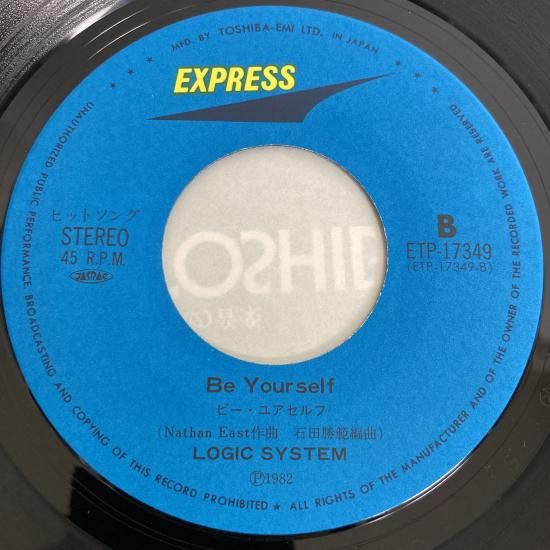 MFD. BY TOSHIBA-EMI LTD. IN JAPAN
EXPRESS
ヒットソング
STEREO
45 R.P.M.
JASRAC
B
ETP-17349
(ETP-17349-B)
Be Yourself
ビー・ユアセルフ
(Nathan East作曲 石田勝範編曲)
LOGIC SYSTEM
Ⓟ1982
UNAUTHORIZED PUBLIC PERFORMANCE, BROADCASTING AND COPYING OF THIS RECORD PROHIBITED ★ ALL RIGHTS OF THE MANUFACTURER AND OF THE OWNER OF THE RECORDED WORK ARE RESERVED